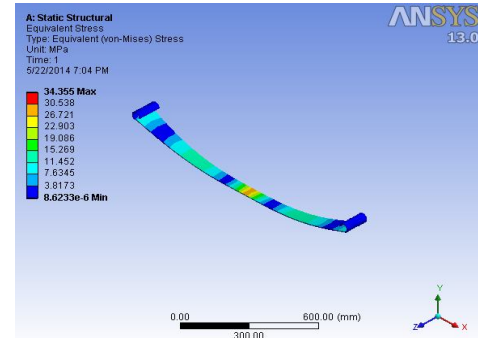 A: Static Structural
Equivalent Stress
Type: Equivalent (von-Mises) Stress
Unit: MPa
Time: 1
5/22/2014 7:04 PM
ANSYS
13.0
34.355 Max
30.538
26.721
22.903
19.086
15.269
11.452
7.6345
3.8173
8.6233e-6 Min
0.00
600.00 (mm)
300.00
Y
Z
X